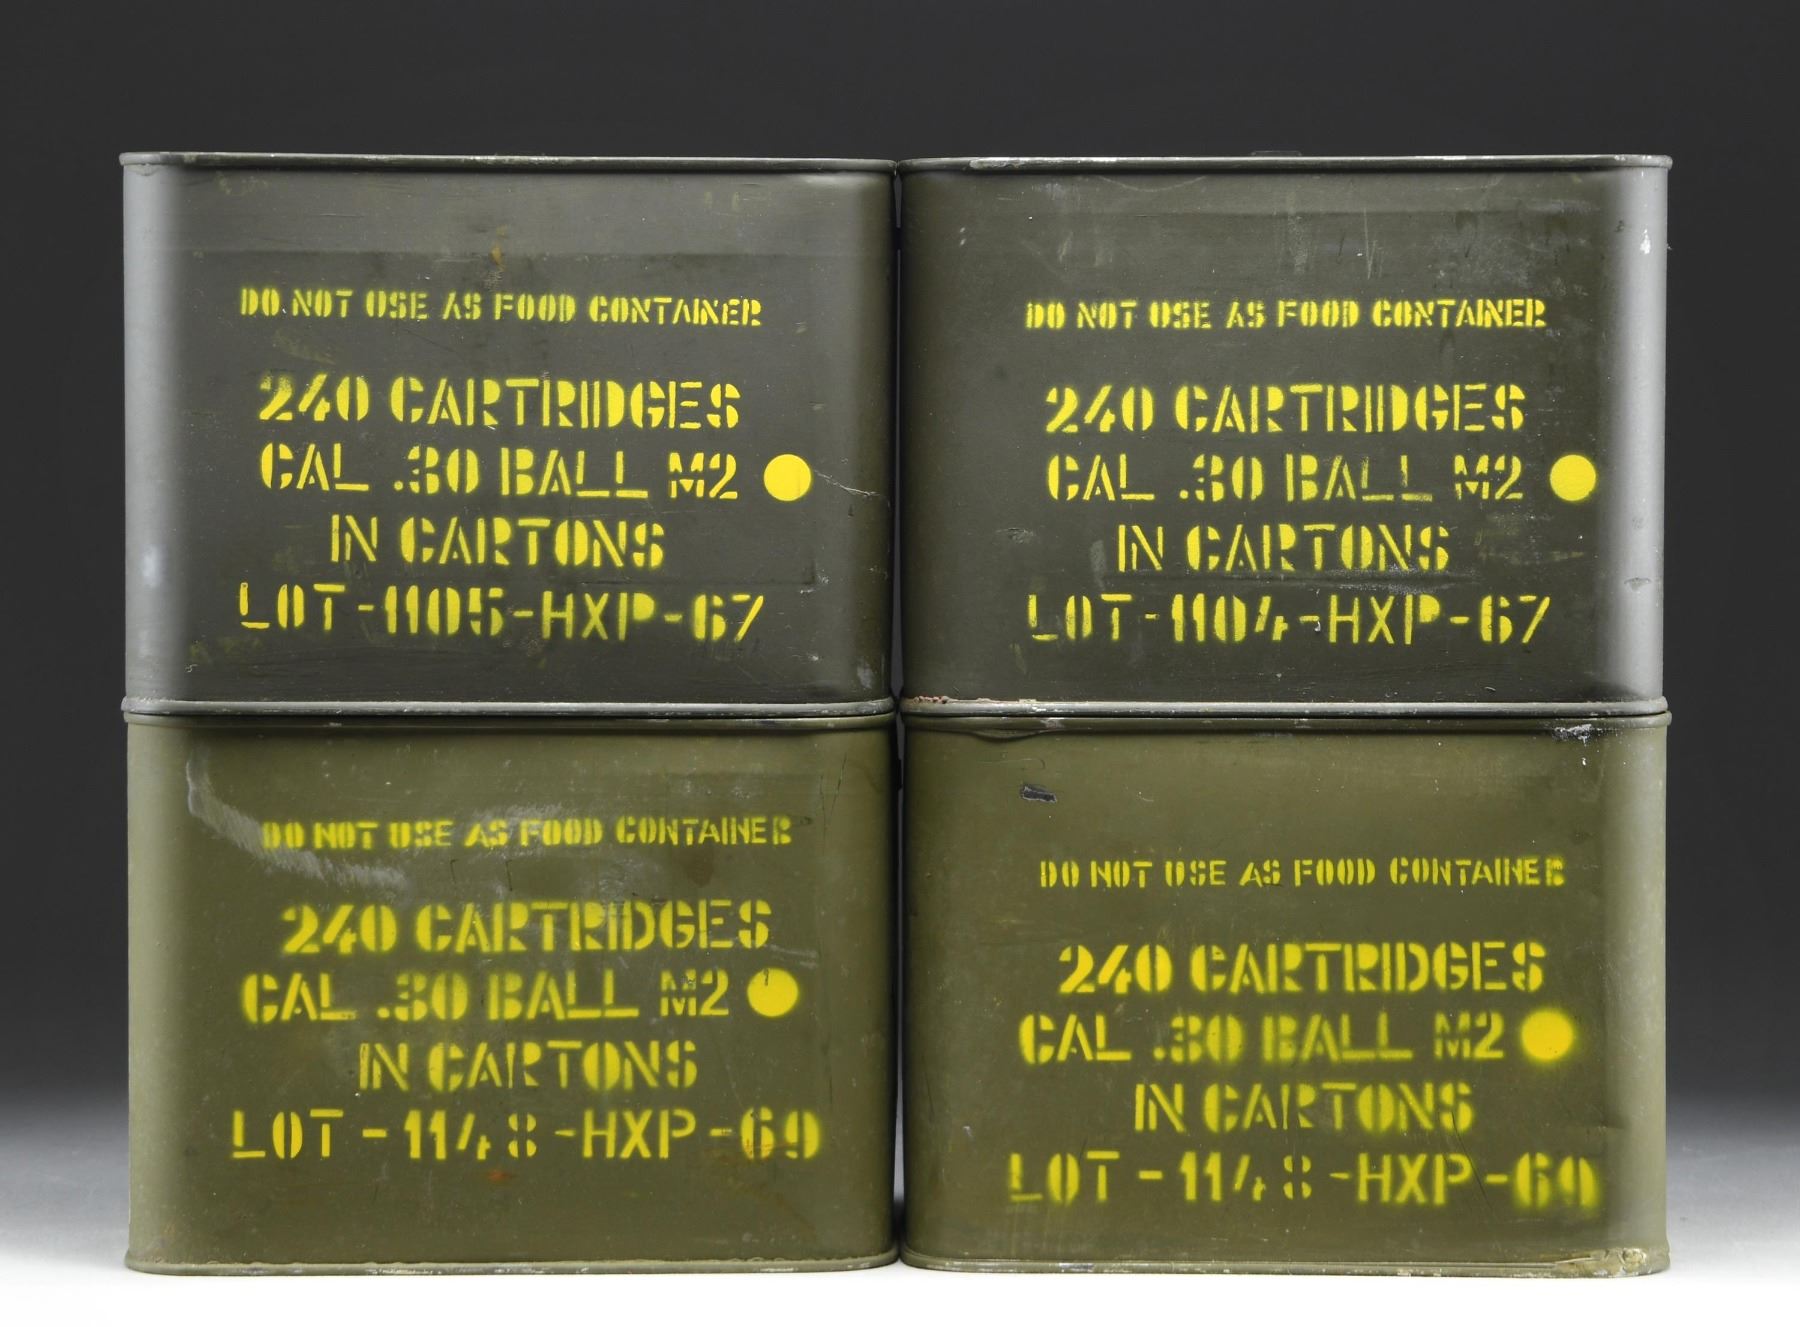 DO NOT USE AS FOOD CONTAINER
240 CARTRIDGES
CAL .30 BALL M2
IN CARTONS
LOT-1105-HXP-67
DO NOT USE AS FOOD CONTAINER
240 CARTRIDGES
CAL .30 BALL M2
IN CARTONS
LOT-1104-HXP-67
DO NOT USE AS FOOD CONTAINER
240 CARTRIDGES
CAL .30 BALL M2
IN CARTONS
LOT-1148-HXP-69
DO NOT USE AS FOOD CONTAINER
240 CARTRIDGES
CAL .30 BALL M2
IN CARTONS
LOT-1148-HXP-69